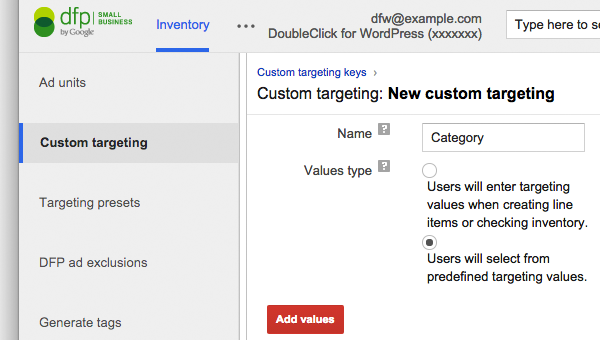 dfp SMALL BUSINESS
by Google
Inventory
dfw@example.com
DoubleClick for WordPress (xxxxxxx)
Type here to s
Ad units
Custom targeting
Targeting presets
DFP ad exclusions
Generate tags
Custom targeting keys ›
Custom targeting: New custom targeting
Name ?
Category
Values type ?
Users will enter targeting
values when creating line
items or checking inventory.
Users will select from
predefined targeting values.
Add values